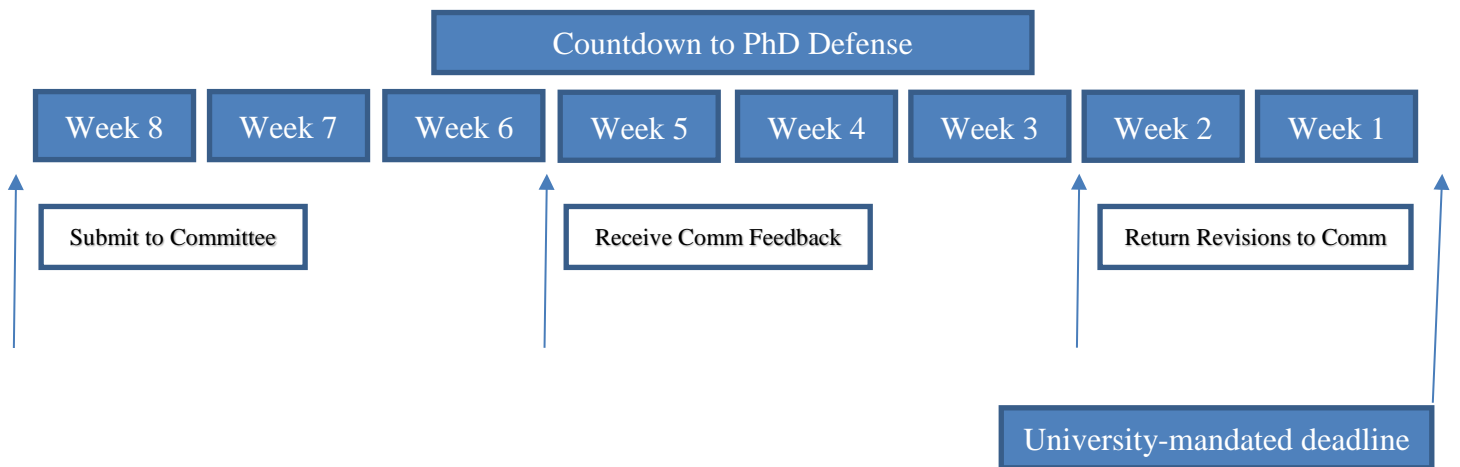 Countdown to PhD Defense
Week 8
Week 7
Week 6
Week 5
Week 4
Week 3
Week 2
Week 1
Submit to Committee
Receive Comm Feedback
Return Revisions to Comm
University-mandated deadline